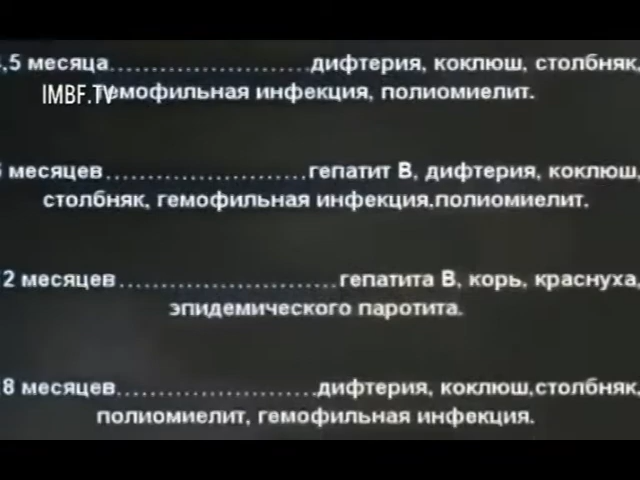 ,5 месяца........................дифтерия, коклюш, столбняк,
IMBF.TV
гемофильная инфекция, полиомиелит.
месяцев........................гепатит В, дифтерия, коклюш,
столбняк, гемофильная инфекция,полиомиелит.
2 месяцев..........................гепатита В, корь, краснуха,
эпидемического паротита.
8 месяцев........................дифтерия, коклюш,столбняк,
полиомиелит, гемофильная инфекция.